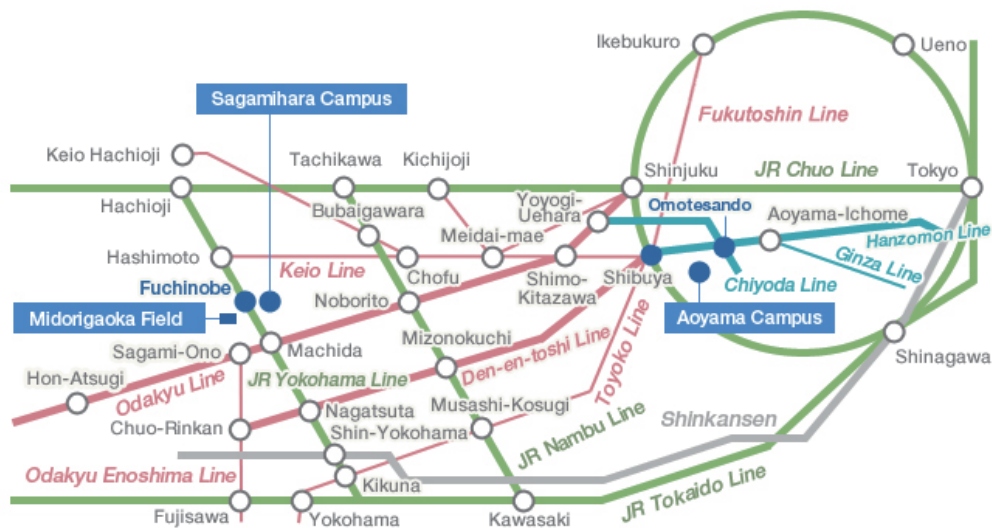 Ikebukuro
Ueno
Sagamihara Campus
Fukutoshin Line
Keio Hachioji
Tachikawa
Kichijoji
Shinjuku
JR Chuo Line
Tokyo
Hachioji
Bubaigawara
Yoyogi-
Uehara
Omotesando
Aoyama-Ichome
Meidai-mae
Hanzomon Line
Hashimoto
Keio Line
Chofu
Shimo-
Kitazawa
Shibuya
Ginza Line
Chiyoda Line
Fuchinobe
Noborito
Midorigaoka Field
Aoyama Campus
Sagami-Ono
Machida
Mizonokuchi
Den-en-toshi Line
Toyoko Line
Shinagawa
Hon-Atsugi
Odakyu Line
JR Yokohama Line
Chuo-Rinkan
Nagatsuta
Musashi-Kosugi
Shin-Yokohama
JR Nambu Line
Shinkansen
Odakyu Enoshima Line
Kikuna
JR Tokaido Line
Fujisawa
Yokohama
Kawasaki